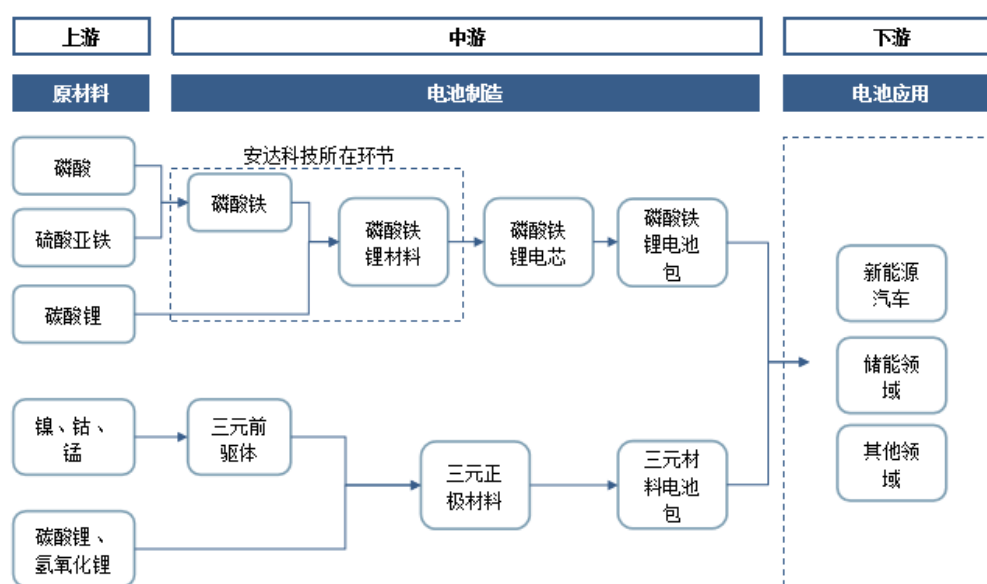 上游
中游
下游
原材料
电池制造
电池应用
安达科技所在环节
磷酸
硫酸亚铁
碳酸锂
磷酸铁
磷酸铁
锂材料
磷酸铁
锂电芯
磷酸铁
锂电池
包
新能源
汽车
储能领
域
其他领
域
镍、钴、
锰
碳酸锂、
氢氧化锂
三元前
驱体
三元正
极材料
三元材
料电池
包